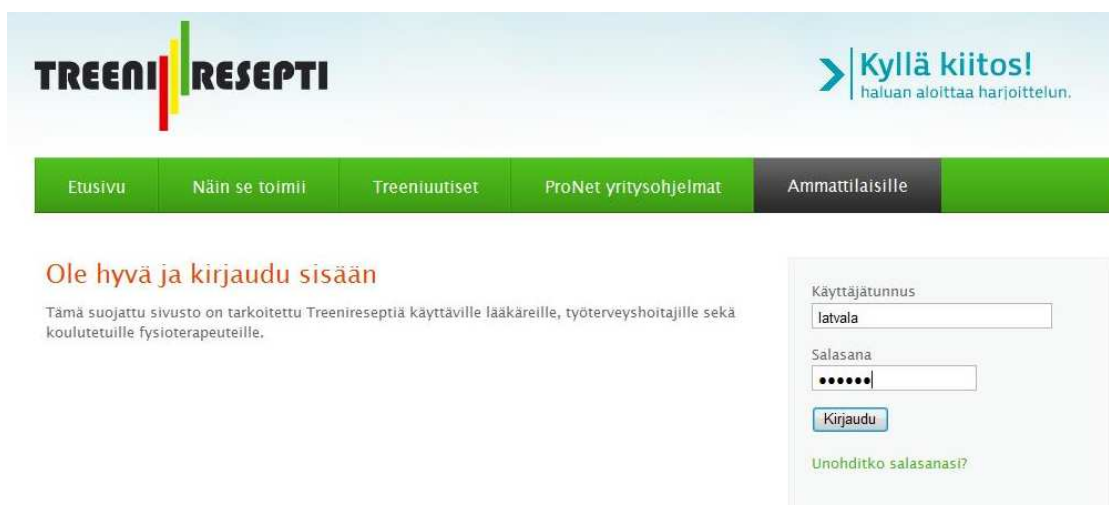 TREENI RESEPTI
Kyllä kiitos!
haluan aloittaa harjoittelun.
Etusivu
Näin se toimii
Treeniuutiset
ProNet yritysohjelmat
Ammattilaisille
Ole hyvä ja kirjaudu sisään
Tämä suojattu sivusto on tarkoitettu Treenireseptiä käyttäville lääkäreille, työterveyshoitajille sekä
koulutetuille fysioterapeuteille.
Käyttäjätunnus
latvala
Salasana
●●●●●●
Kirjaudu
Unohditko salasanasi?